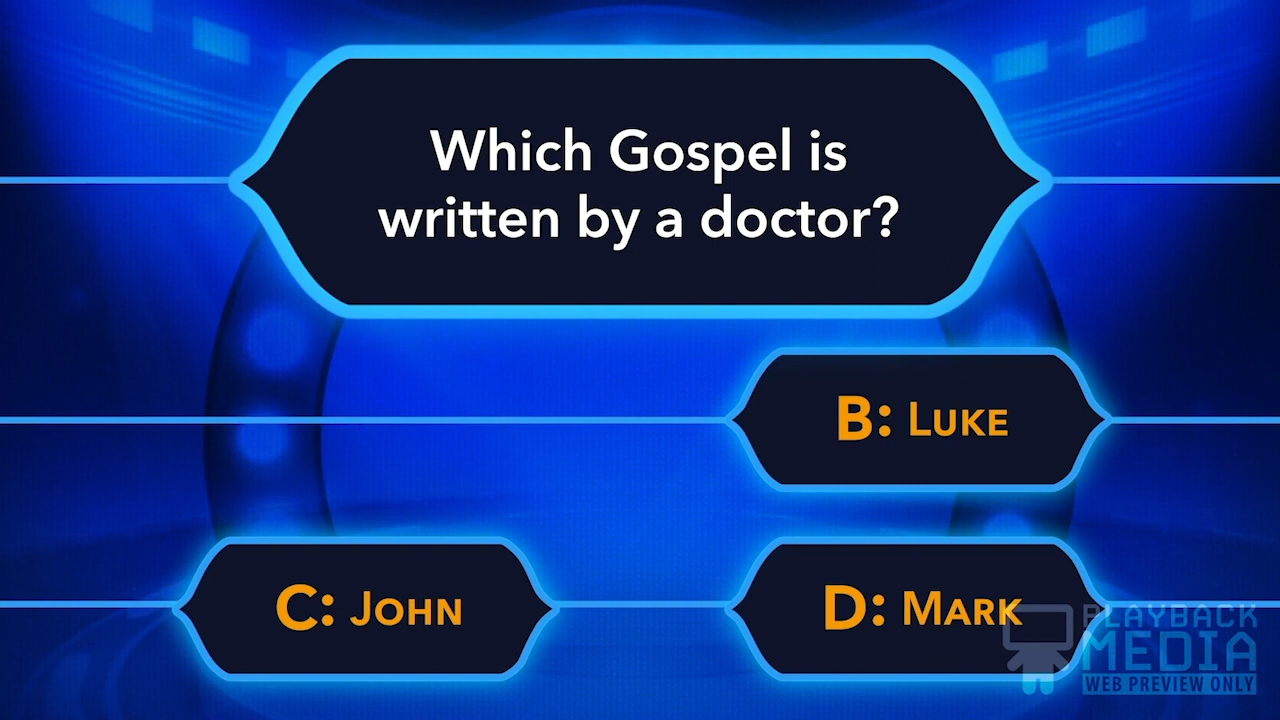 Which Gospel is
written by a doctor?
B: Luke
C: John
D: Mark
PLAYBACK
MEDIA
WEB PREVIEW ONLY